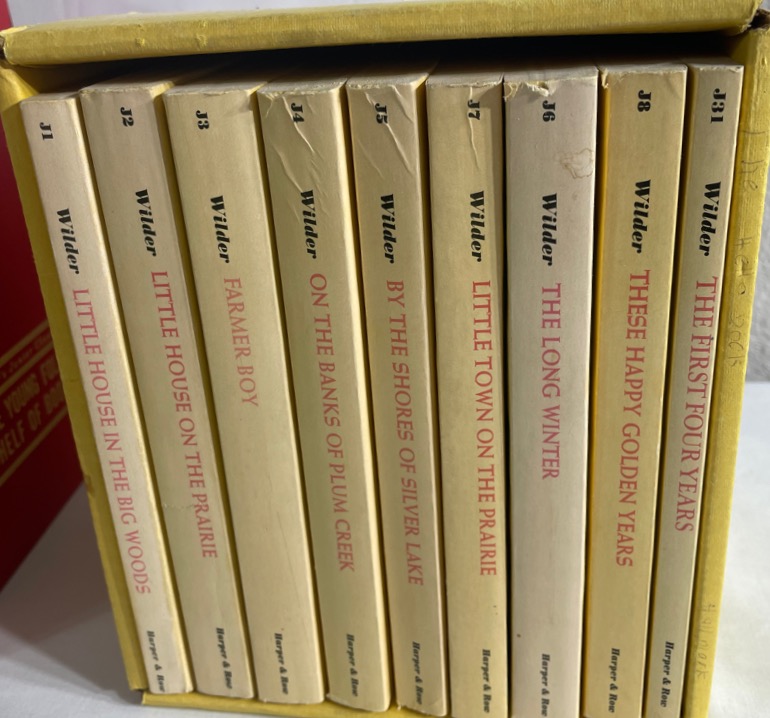 J1 Wilder LITTLE HOUSE IN THE BIG WOODS Harper & Row
J2 Wilder LITTLE HOUSE ON THE PRAIRIE Harper & Row
J3 Wilder FARMER BOY Harper & Row
J4 Wilder ON THE BANKS OF PLUM CREEK Harper & Row
J5 Wilder BY THE SHORES OF SILVER LAKE Harper & Row
J7 Wilder LITTLE TOWN ON THE PRAIRIE Harper & Row
J6 Wilder THE LONG WINTER Harper & Row
J8 Wilder THESE HAPPY GOLDEN YEARS Harper & Row
J31 Wilder THE FIRST FOUR YEARS Harper & Row
YOUNG
OF